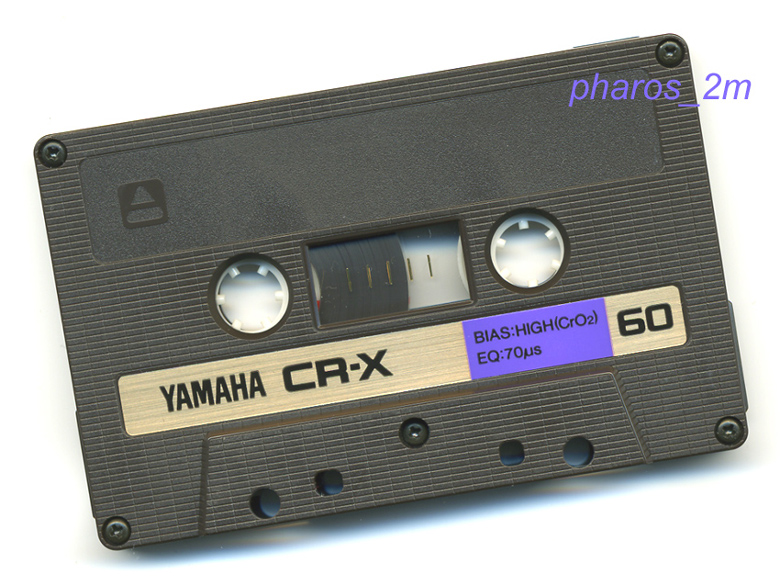 pharos_2m
YAMAHA CR-X
BIAS:HIGH(CrO₂)
EQ:70µs
60